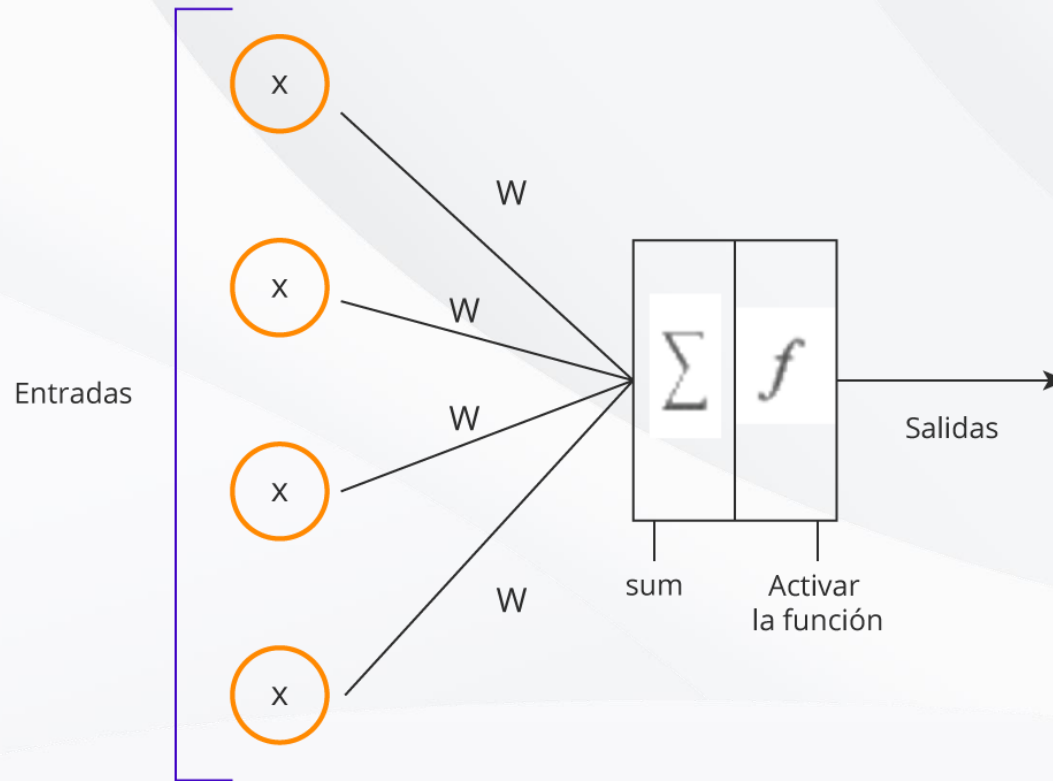 x
W
x
W
Entradas
∑ f
Salidas
W
x
sum
Activar
la función
W
x